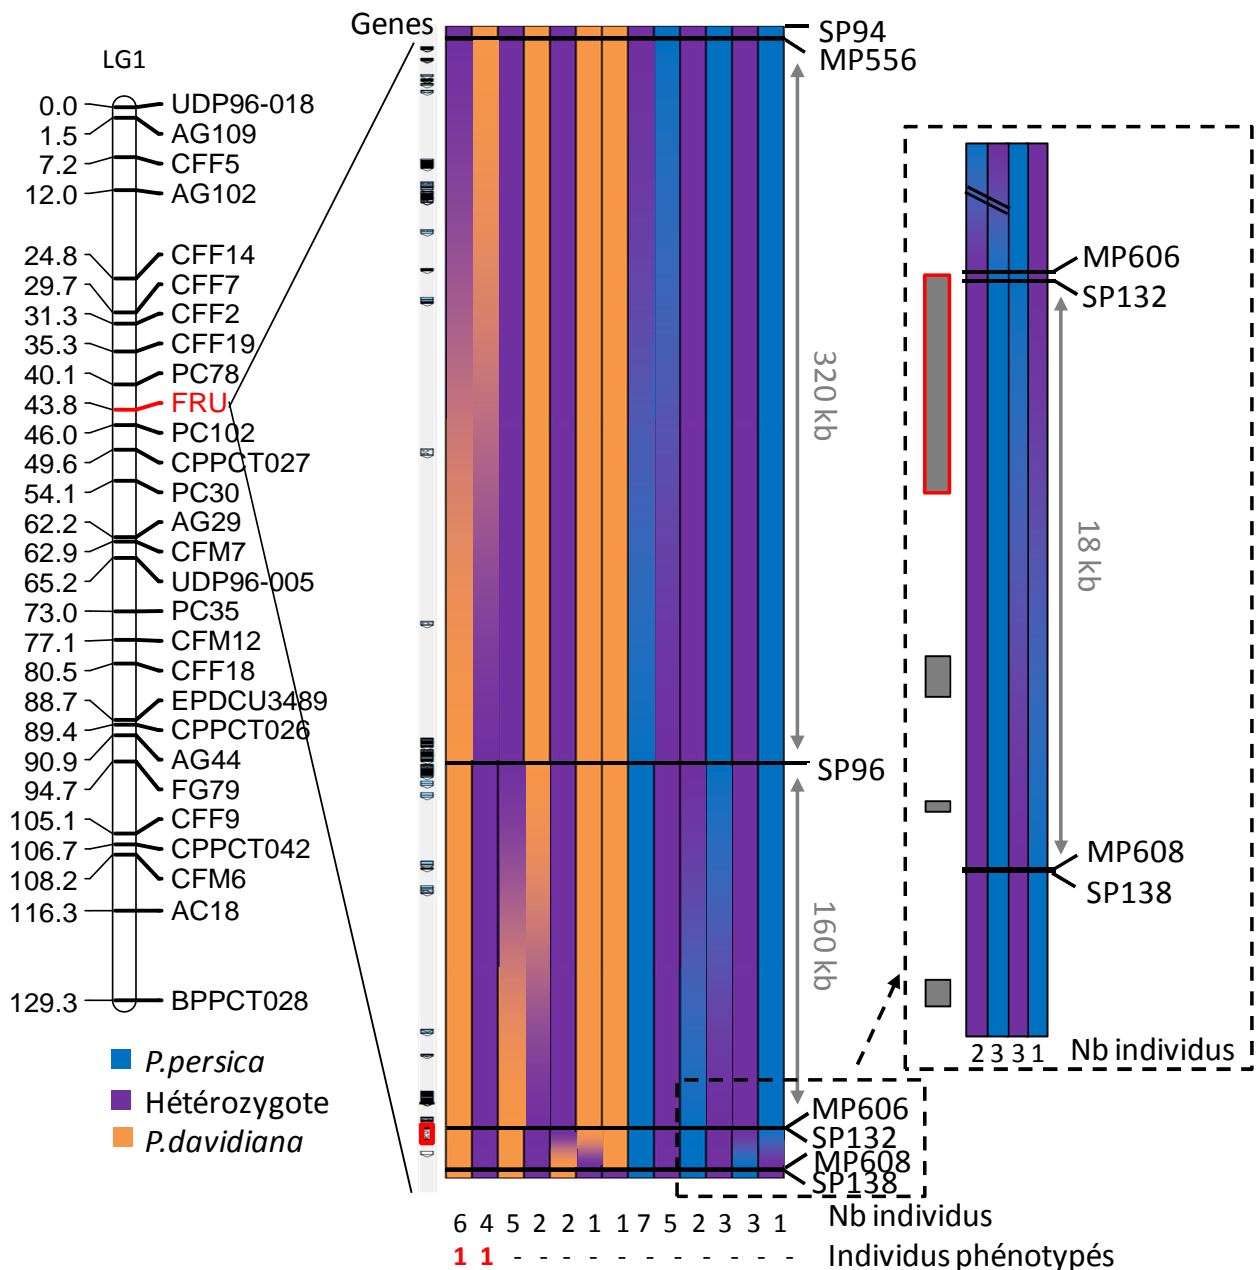 Genes
SP94
MP556
LG1
0.0 UDP96-018
1.5 AG109
7.2 CFF5
12.0 AG102
24.8 CFF14
29.7 CFF7
31.3 CFF2
35.3 CFF19
40.1 PC78
43.8 FRU
46.0 PC102
49.6 CPPCT027
54.1 PC30
62.2 AG29
62.9 CFM7
65.2 UDP96-005
73.0 PC35
77.1 CFM12
80.5 CFF18
88.7 EPDCU3489
89.4 CPPCT026
90.9 AG44
94.7 FG79
105.1 CFF9
106.7 CPPCT042
108.2 CFM6
116.3 AC18
129.3 BPPCT028
P.persica
Hétérozygote
P.davidiana
320 kb
SP96
160 kb
MP606
SP132
MP608
SP138
6 4 5 2 2 1 1 7 5 2 3 3 1 Nb individus
1 1 - - - - - - - - - - - Individus phénotypés
MP606
SP132
18 kb
MP608
SP138
2 3 3 1 Nb individus